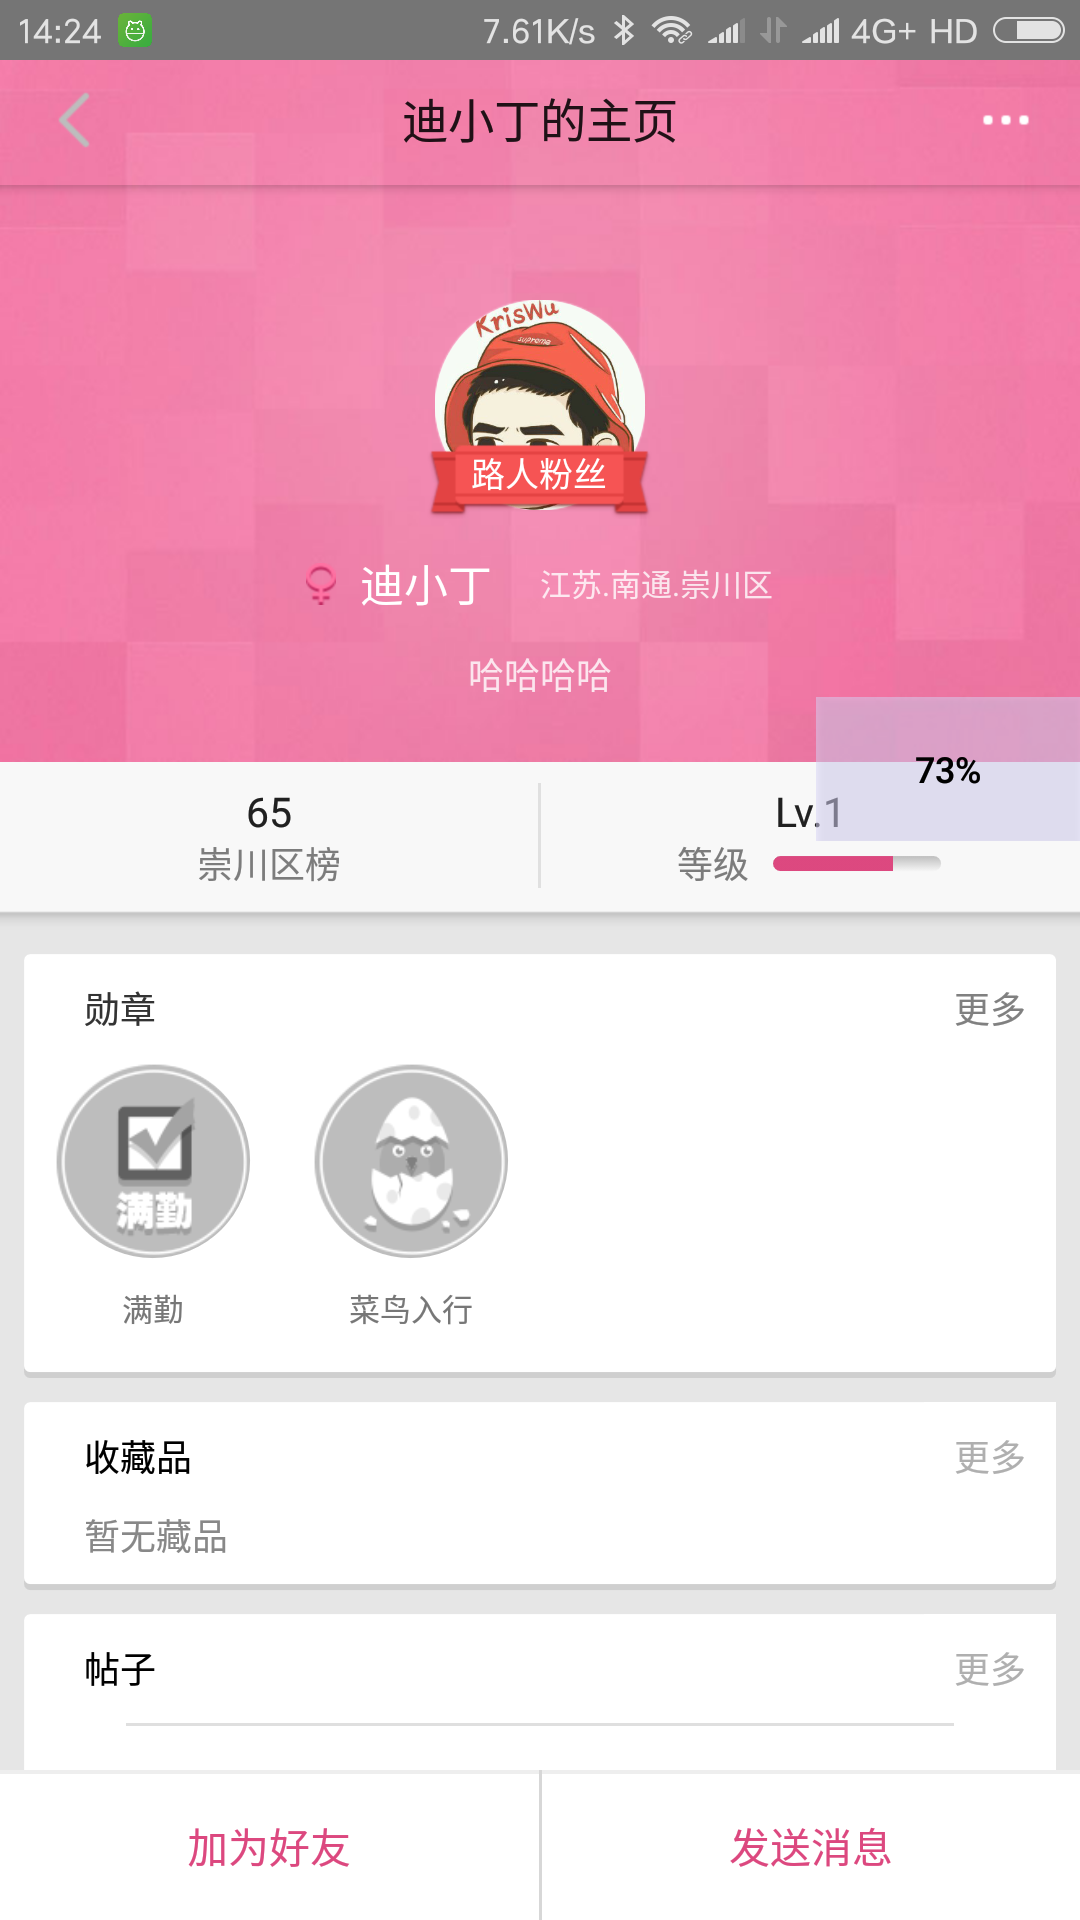 14:24 7.61K/s 4G+ HD
迪小丁的主页
KrisWu
supreme
路人粉丝
迪小丁 江苏.南通.崇川区
哈哈哈哈
73%
65 Lv.1
崇川区榜 等级
勋章 更多
满勤
满勤 菜鸟入行
收藏品 更多
暂无藏品
帖子 更多
加为好友 发送消息